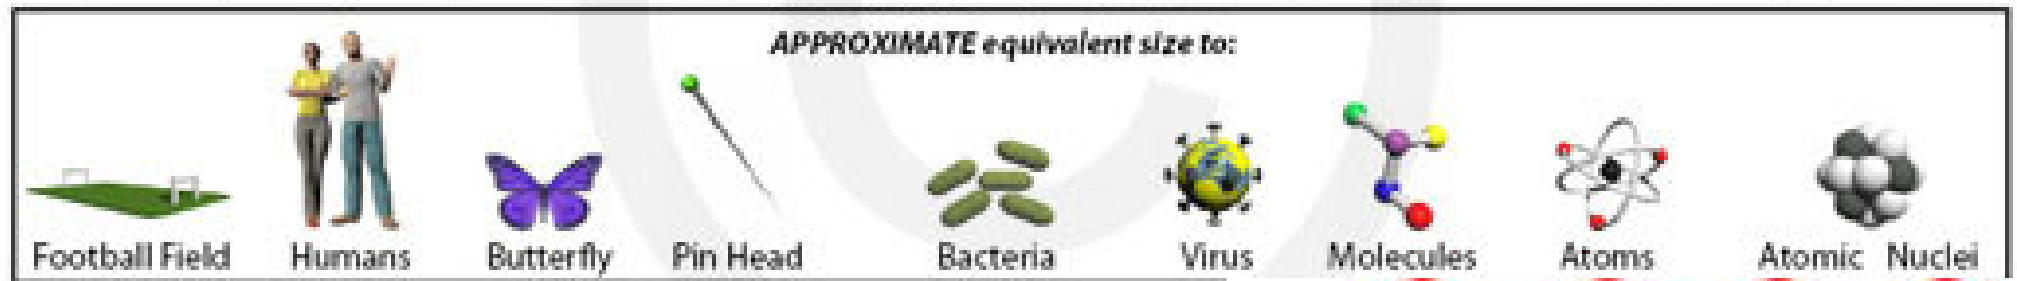 APPROXIMATE equivalent size to:
Football Field Humans Butterfly Pin Head Bacteria Virus Molecules Atoms Atomic Nuclei